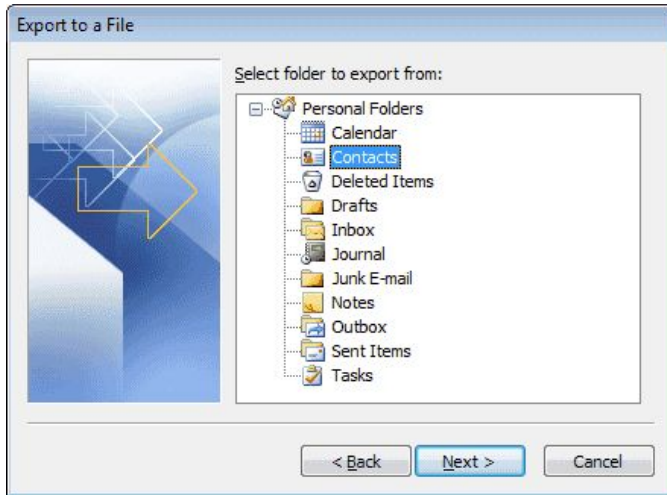 Export to a File
Select folder to export from:
Personal Folders
Calendar
Contacts
Deleted Items
Drafts
Inbox
Journal
Junk E-mail
Notes
Outbox
Sent Items
Tasks
< Back Next > Cancel